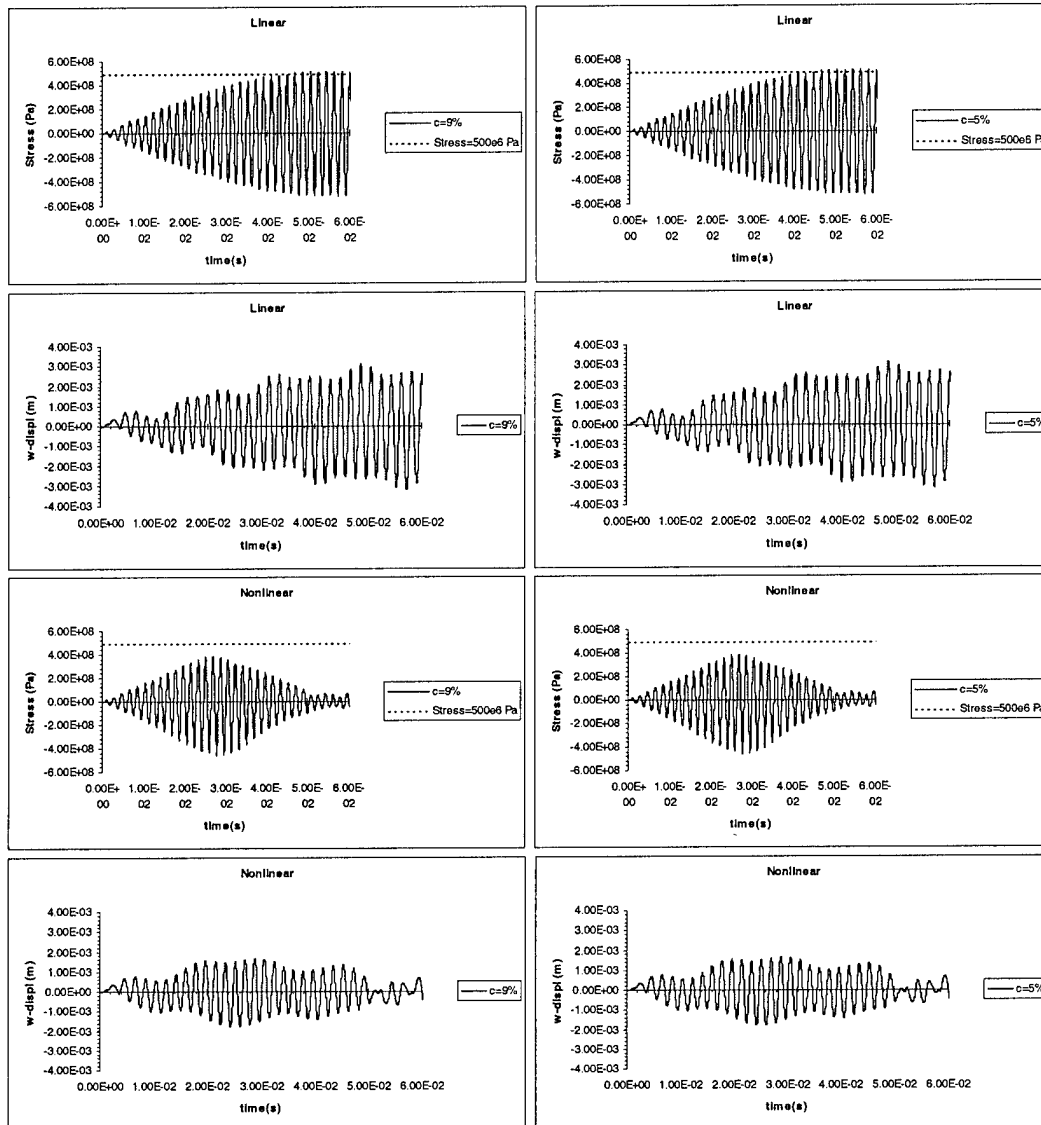 Linear
6.00E+08
4.00E+08
2.00E+08
0.00E+00
-2.00E+08
-4.00E+08
-6.00E+08
Stress (Pa)
0.00E+00 1.00E-02 2.00E-02 3.00E-02 4.00E-02 5.00E-02 6.00E-02
time(s)
c=9%
Stress=500e6 Pa
Linear
6.00E+08
4.00E+08
2.00E+08
0.00E+00
-2.00E+08
-4.00E+08
-6.00E+08
Stress (Pa)
0.00E+00 1.00E-02 2.00E-02 3.00E-02 4.00E-02 5.00E-02 6.00E-02
time(s)
c=5%
Stress=500e6 Pa
Linear
4.00E-03
3.00E-03
2.00E-03
1.00E-03
0.00E+00
-1.00E-03
-2.00E-03
-3.00E-03
-4.00E-03
w-displ (m)
0.00E+00 1.00E-02 2.00E-02 3.00E-02 4.00E-02 5.00E-02 6.00E-02
time(s)
c=9%
Linear
4.00E-03
3.00E-03
2.00E-03
1.00E-03
0.00E+00
-1.00E-03
-2.00E-03
-3.00E-03
-4.00E-03
w-displ (m)
0.00E+00 1.00E-02 2.00E-02 3.00E-02 4.00E-02 5.00E-02 6.00E-02
time(s)
c=5%
Nonlinear
6.00E+08
4.00E+08
2.00E+08
0.00E+00
-2.00E+08
-4.00E+08
-6.00E+08
Stress (Pa)
0.00E+00 1.00E-02 2.00E-02 3.00E-02 4.00E-02 5.00E-02 6.00E-02
time(s)
c=9%
Stress=500e6 Pa
Nonlinear
6.00E+08
4.00E+08
2.00E+08
0.00E+00
-2.00E+08
-4.00E+08
-6.00E+08
Stress (Pa)
0.00E+00 1.00E-02 2.00E-02 3.00E-02 4.00E-02 5.00E-02 6.00E-02
time(s)
c=5%
Stress=500e6 Pa
Nonlinear
4.00E-03
3.00E-03
2.00E-03
1.00E-03
0.00E+00
-1.00E-03
-2.00E-03
-3.00E-03
-4.00E-03
w-displ (m)
0.00E+00 1.00E-02 2.00E-02 3.00E-02 4.00E-02 5.00E-02 6.00E-02
time(s)
c=9%
Nonlinear
4.00E-03
3.00E-03
2.00E-03
1.00E-03
0.00E+00
-1.00E-03
-2.00E-03
-3.00E-03
-4.00E-03
w-displ (m)
0.00E+00 1.00E-02 2.00E-02 3.00E-02 4.00E-02 5.00E-02 6.00E-02
time(s)
c=5%